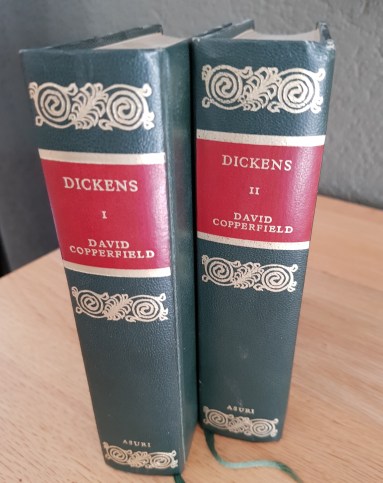 DICKENS
I
DAVID
COPPERFIELD
ASURI
DICKENS
II
DAVID
COPPERFIELD
ASURI